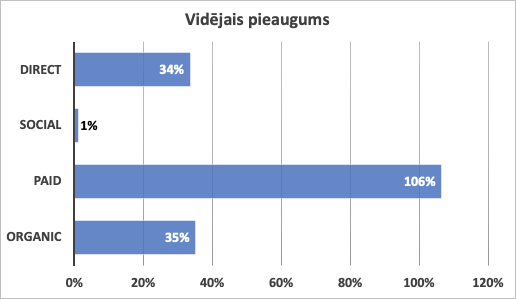 Vidējais pieaugums
DIRECT
34%
SOCIAL
1%
PAID
106%
ORGANIC
35%
0% 20% 40% 60% 80% 100% 120%